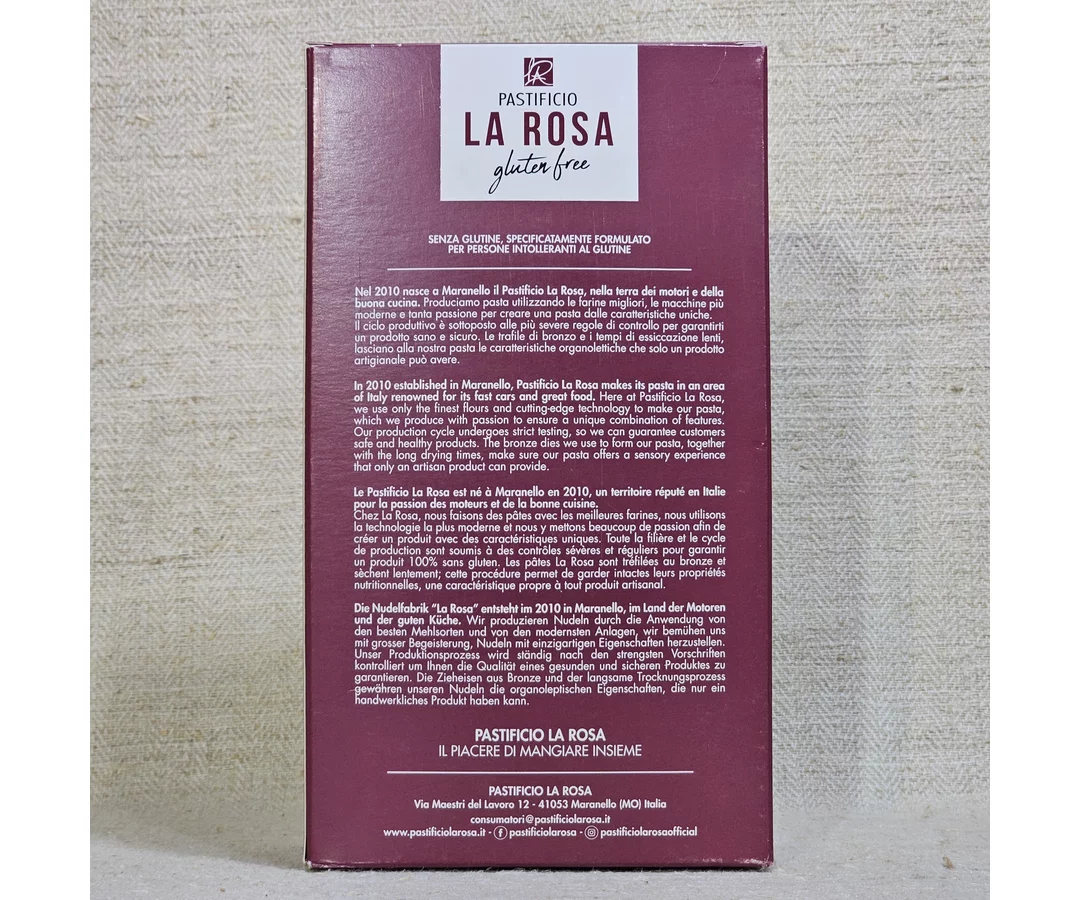 LR
PASTIFICIO
LA ROSA
gluten free
SENZA GLUTINE, SPECIFICATAMENTE FORMULATO
PER PERSONE INTOLLERANTI AL GLUTINE
Nel 2010 nasce a Maranello il Pastificio La Rosa, nella terra dei motori e della
buona cucina. Produciamo pasta utilizzando le farine migliori, le macchine più
moderne e tanta passione per creare una pasta dalle caratteristiche uniche.
Il ciclo produttivo è sottoposto alle più severe regole di controllo per garantirti
un prodotto sano e sicuro. Le trafile di bronzo e i tempi di essiccazione lenti,
lasciano alla nostra pasta le caratteristiche organolettiche che solo un prodotto
artigianale può avere.
In 2010 established in Maranello, Pastificio La Rosa makes its pasta in an area
of Italy renowned for its fast cars and great food. Here at Pastificio La Rosa,
we use only the finest flours and cutting-edge technology to make our pasta,
which we produce with passion to ensure a unique combination of features.
Our production cycle undergoes strict testing, so we can guarantee customers
safe and healthy products. The bronze dies we use to form our pasta, together
with the long drying times, make sure our pasta offers a sensory experience
that only an artisan product can provide.
Le Pastificio La Rosa est né à Maranello en 2010, un territoire réputé en Italie
pour la passion des moteurs et de la bonne cuisine.
Chez La Rosa, nous faisons des pâtes avec les meilleures farines, nous utilisons
la technologie la plus moderne et nous y mettons beaucoup de passion afin de
créer un produit avec des caractéristiques uniques. Toute la filière et le cycle
de production sont soumis à des contrôles sévères et réguliers pour garantir
un produit 100% sans gluten. Les pâtes La Rosa sont tréfilées au bronze et
sèchent lentement; cette procédure permet de garder intactes leurs propriétés
nutritionnelles, une caractéristique propre à tout produit artisanal.
Die Nudelfabrik "La Rosa" entsteht im 2010 in Maranello, im Land der Motoren
und der guten Küche. Wir produzieren Nudeln durch die Anwendung von
den besten Mehlsorten und von den modernsten Anlagen, wir bemühen uns
mit grosser Begeisterung, Nudeln mit einzigartigen Eigenschaften herzustellen.
Unser Produktionsprozess wird ständig nach den strengsten Vorschriften
kontrolliert um Ihnen die Qualität eines gesunden und sicheren Produktes zu
garantieren. Die Zieheisen aus Bronze und der langsame Trocknungsprozess
gewähren unseren Nudeln die organoleptischen Eigenschaften, die nur ein
handwerkliches Produkt haben kann.
PASTIFICIO LA ROSA
IL PIACERE DI MANGIARE INSIEME
PASTIFICIO LA ROSA
Via Maestri del Lavoro 12 - 41053 Maranello (MO) Italia
consumatori@pastificiolarosa.it
www.pastificiolarosa.it - f pastificiolarosa - pastificiolarosaofficial